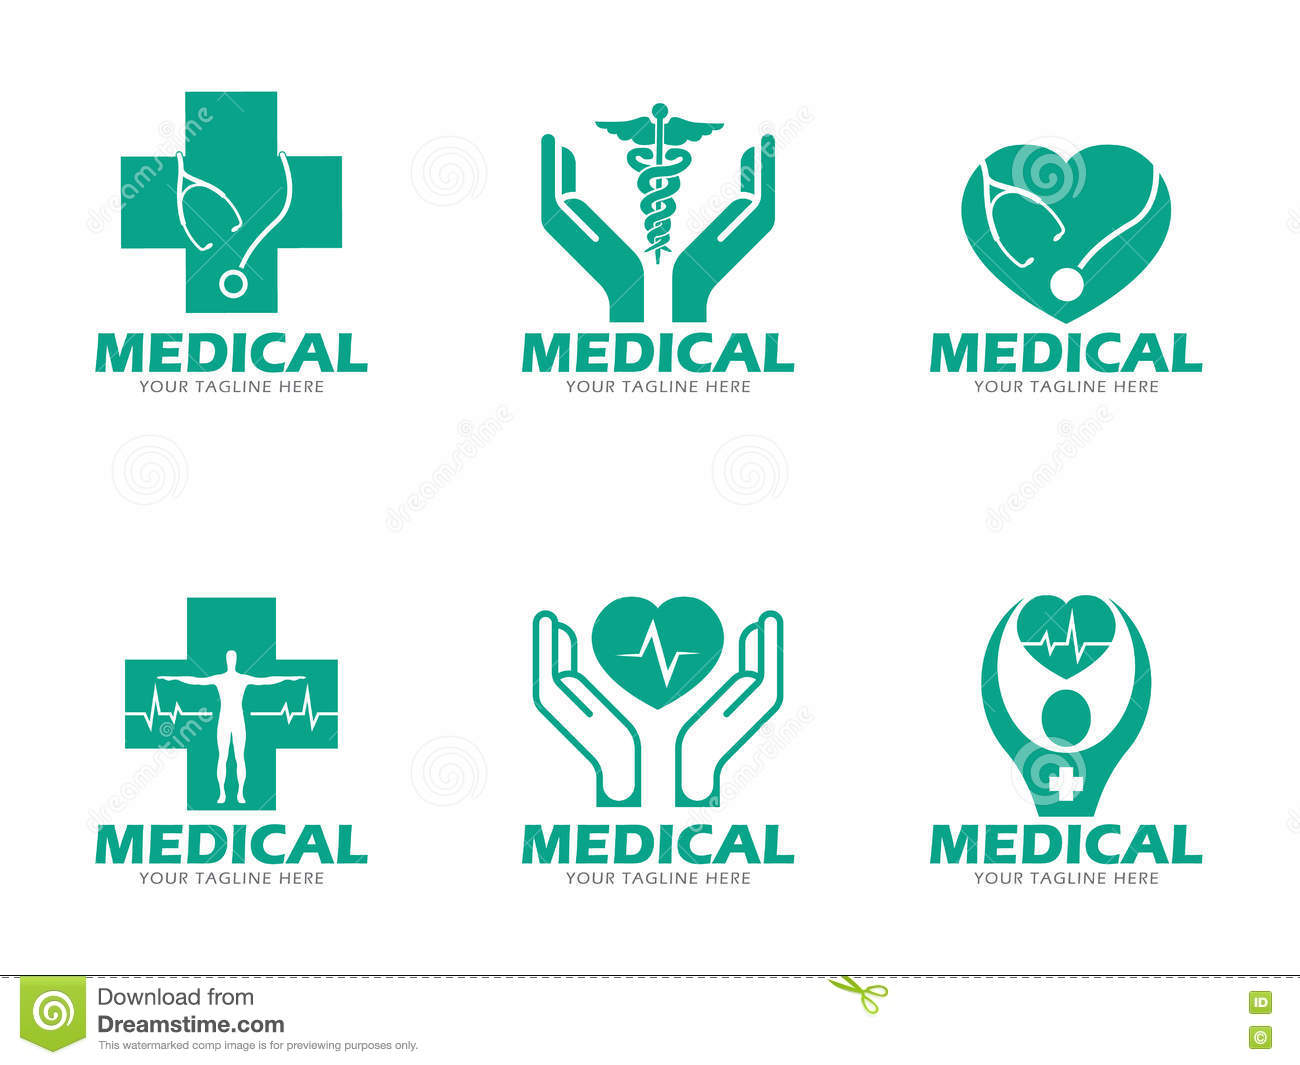 MEDICAL
YOUR TAGLINE HERE
MEDICAL
YOUR TAGLINE HERE
MEDICAL
YOUR TAGLINE HERE
dreamstime
dreamstime
MEDICAL
YOUR TAGLINE HERE
MEDICAL
YOUR TAGLINE HERE
MEDICAL
YOUR TAGLINE HERE
Download from
Dreamstime.com
This watermarked comp image is for previewing purposes only.
ID
©